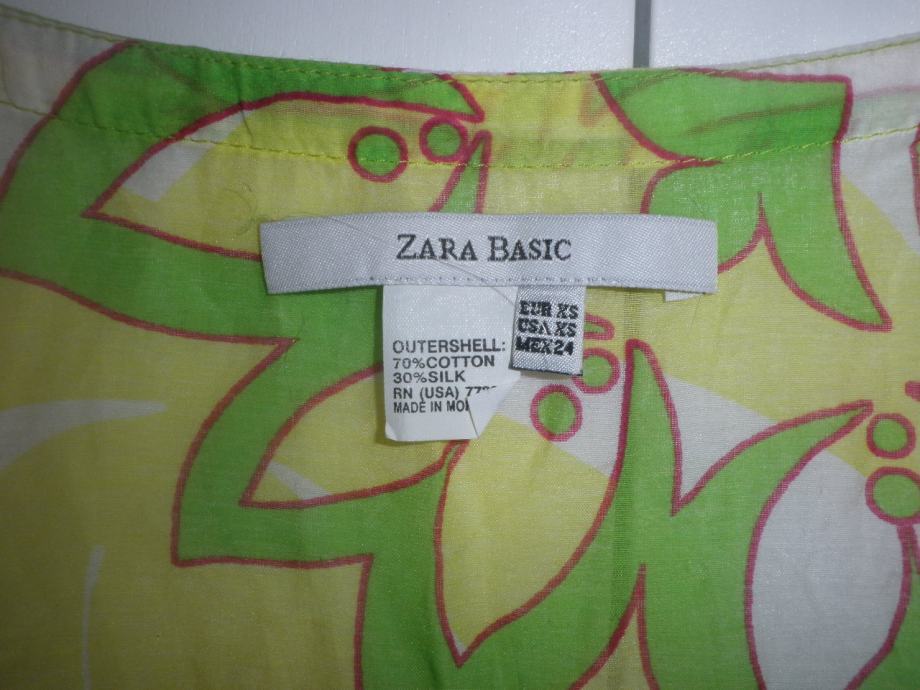 ZARA BASIC
EUR XS
USA XS
MEX 24
OUTERSHELL:
70%COTTON
30%SILK
RN (USA)
MADE IN